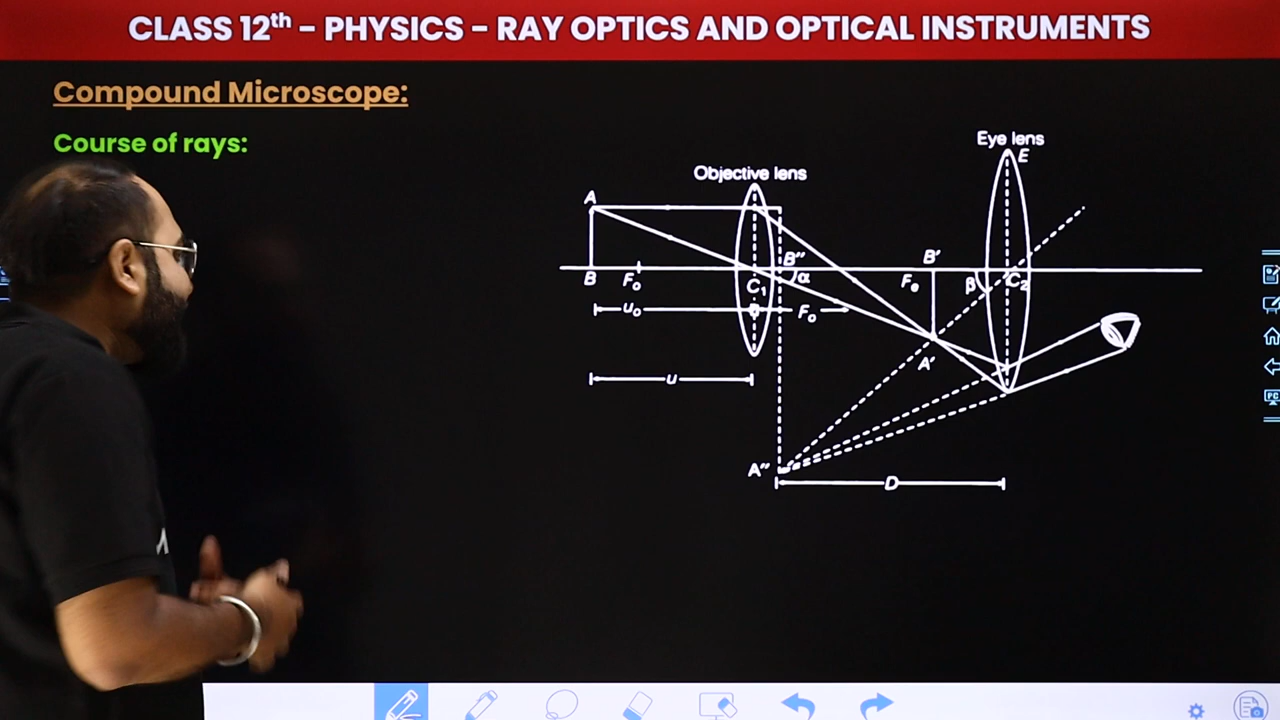 CLASS 12th – PHYSICS – RAY OPTICS AND OPTICAL INSTRUMENTS
Compound Microscope:
Course of rays:
Eye lens
E
Objective lens
A
B
Fo
C1
B''
α
B'
Fe
β
C2
uo
Fo
A'
u
A''
D